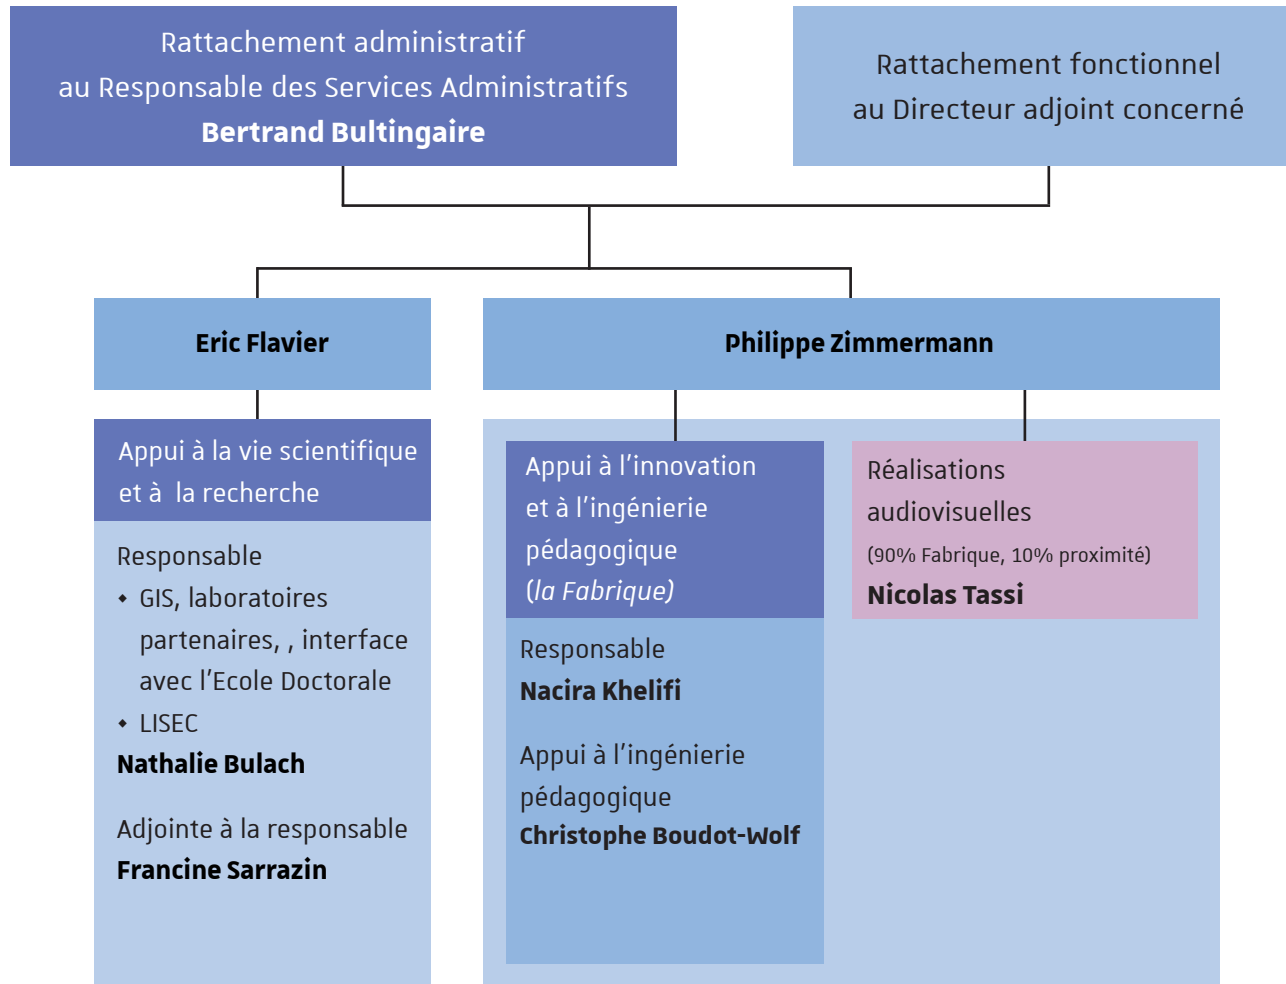 Rattachement administratif
au Responsable des Services Administratifs
Bertrand Bultingaire
Rattachement fonctionnel
au Directeur adjoint concerné
Eric Flavier
Philippe Zimmermann
Appui à la vie scientifique
et à  la recherche
Responsable
• GIS, laboratoires
partenaires, , interface
avec l'Ecole Doctorale
• LISEC
Nathalie Bulach
Adjointe à la responsable
Francine Sarrazin
Appui à l'innovation
et à l'ingénierie
pédagogique
(la Fabrique)
Responsable
Nacira Khelifi
Appui à l'ingénierie
pédagogique
Christophe Boudot-Wolf
Réalisations
audiovisuelles
(90% Fabrique, 10% proximité)
Nicolas Tassi